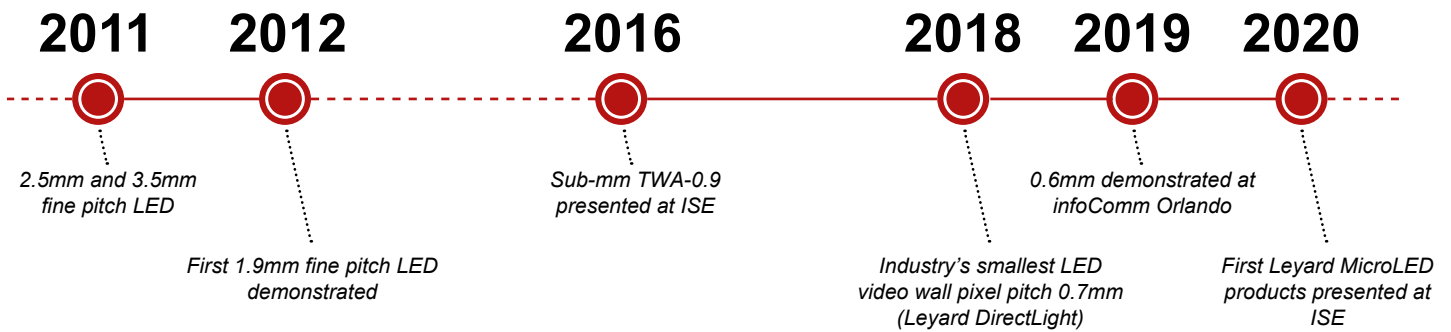 2011
2012
2016
2018
2019
2020
2.5mm and 3.5mm
fine pitch LED
First 1.9mm fine pitch LED
demonstrated
Sub-mm TWA-0.9
presented at ISE
Industry's smallest LED
video wall pixel pitch 0.7mm
(Leyard DirectLight)
0.6mm demonstrated at
infoComm Orlando
First Leyard MicroLED
products presented at
ISE